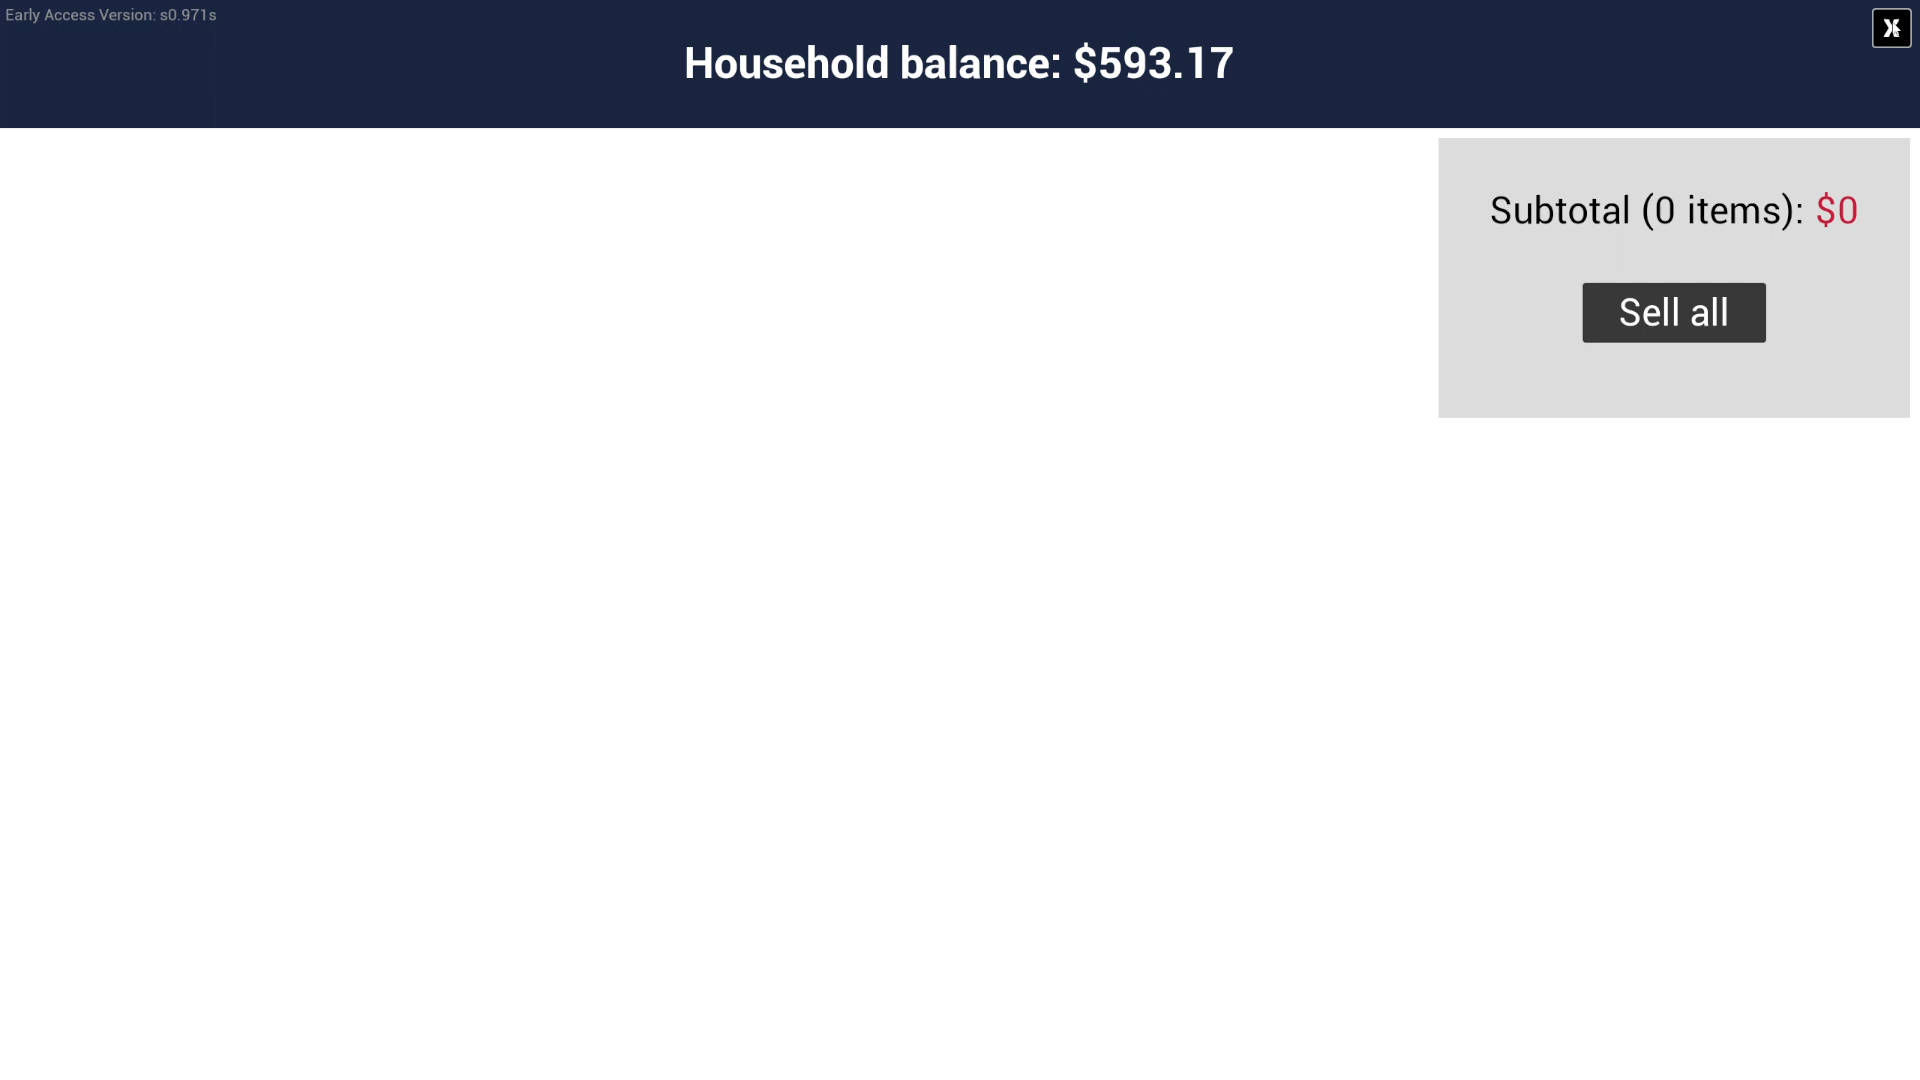 Early Access Version: s0.971s
Household balance: $593.17
Subtotal (0 items): $0
Sell all